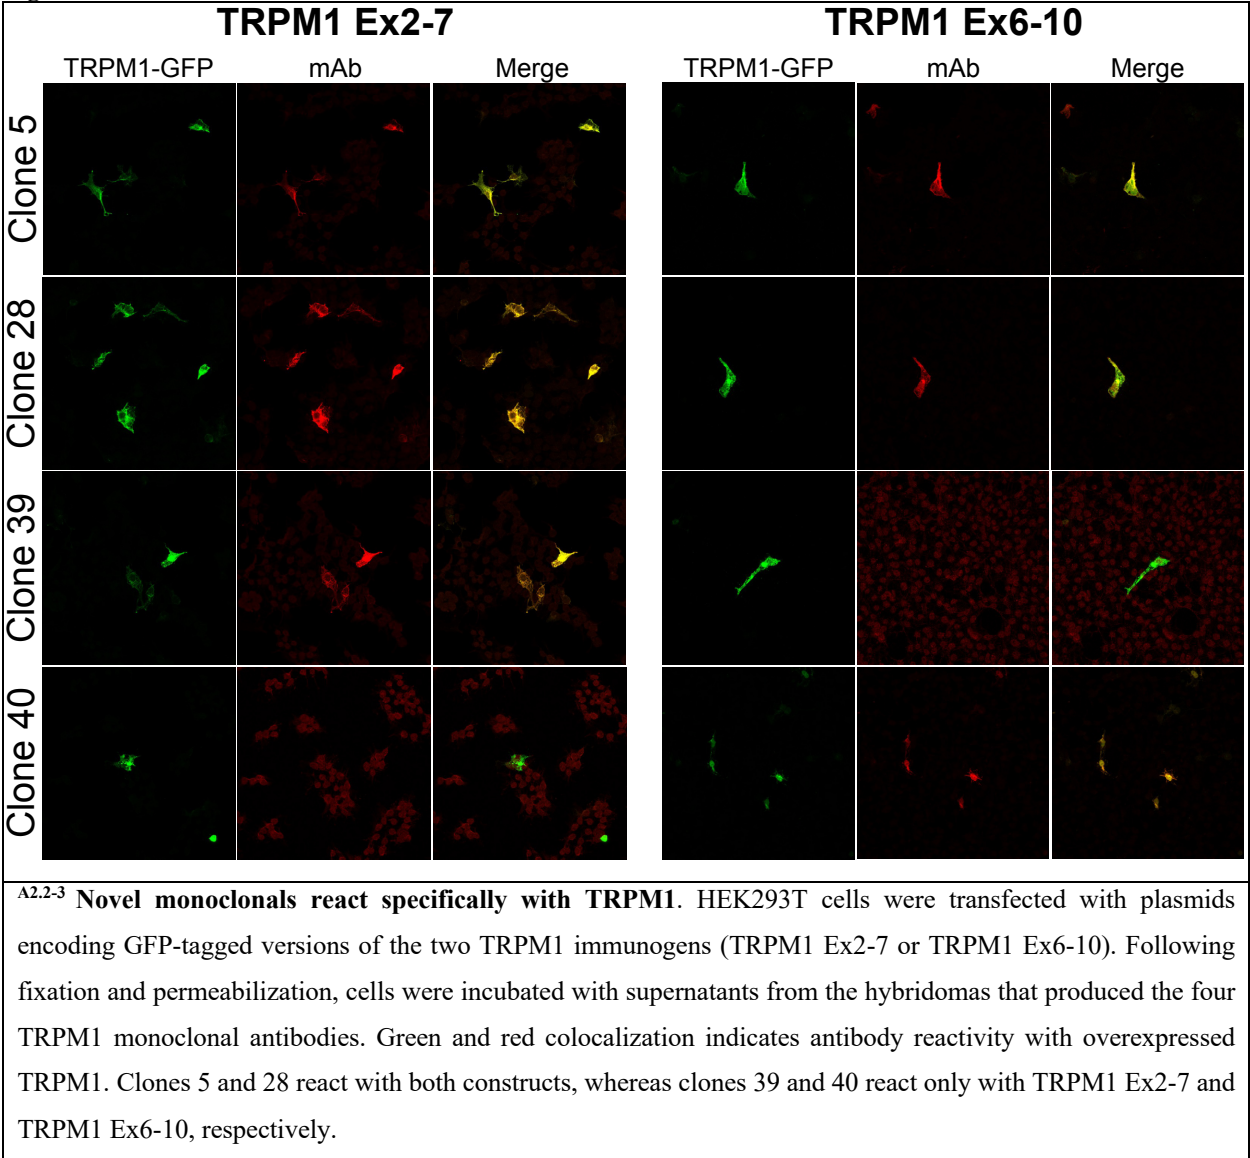 TRPM1 Ex2-7 TRPM1 Ex6-10
TRPM1-GFP mAb Merge TRPM1-GFP mAb Merge
Clone 5
Clone 28
Clone 39
Clone 40
A2.2-3 Novel monoclonals react specifically with TRPM1. HEK293T cells were transfected with plasmids
encoding GFP-tagged versions of the two TRPM1 immunogens (TRPM1 Ex2-7 or TRPM1 Ex6-10). Following
fixation and permeabilization, cells were incubated with supernatants from the hybridomas that produced the four
TRPM1 monoclonal antibodies. Green and red colocalization indicates antibody reactivity with overexpressed
TRPM1. Clones 5 and 28 react with both constructs, whereas clones 39 and 40 react only with TRPM1 Ex2-7 and
TRPM1 Ex6-10, respectively.